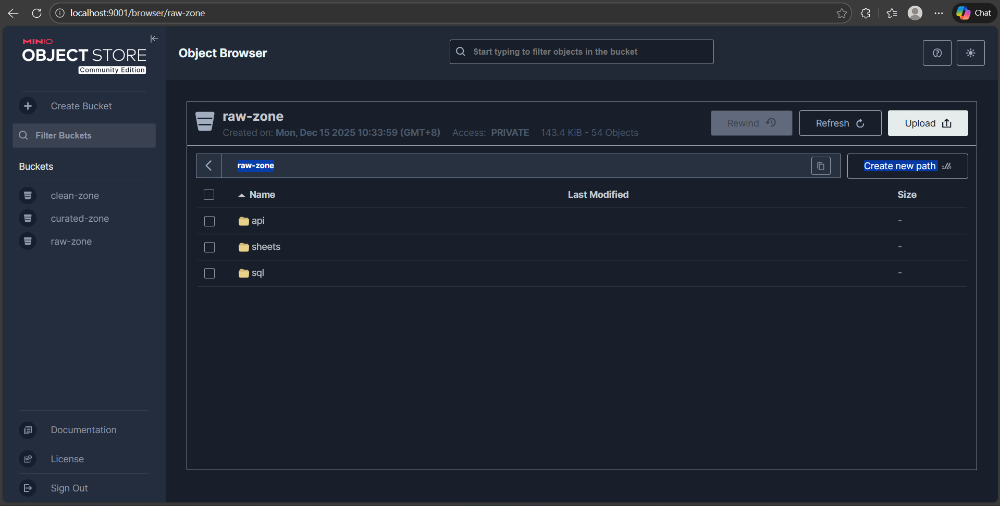 localhost:9001/browser/raw-zone
Chat
MINIO
OBJECT STORE
Community Edition
Create Bucket
Filter Buckets
Buckets
clean-zone
curated-zone
raw-zone
Documentation
License
Sign Out
Object Browser
Start typing to filter objects in the bucket
raw-zone
Created on: Mon, Dec 15 2025 10:33:59 (GMT+8) Access: PRIVATE 143.4 KiB - 54 Objects
Rewind
Refresh
Upload
raw-zone
Create new path
Name Last Modified Size
api -
sheets -
sql -